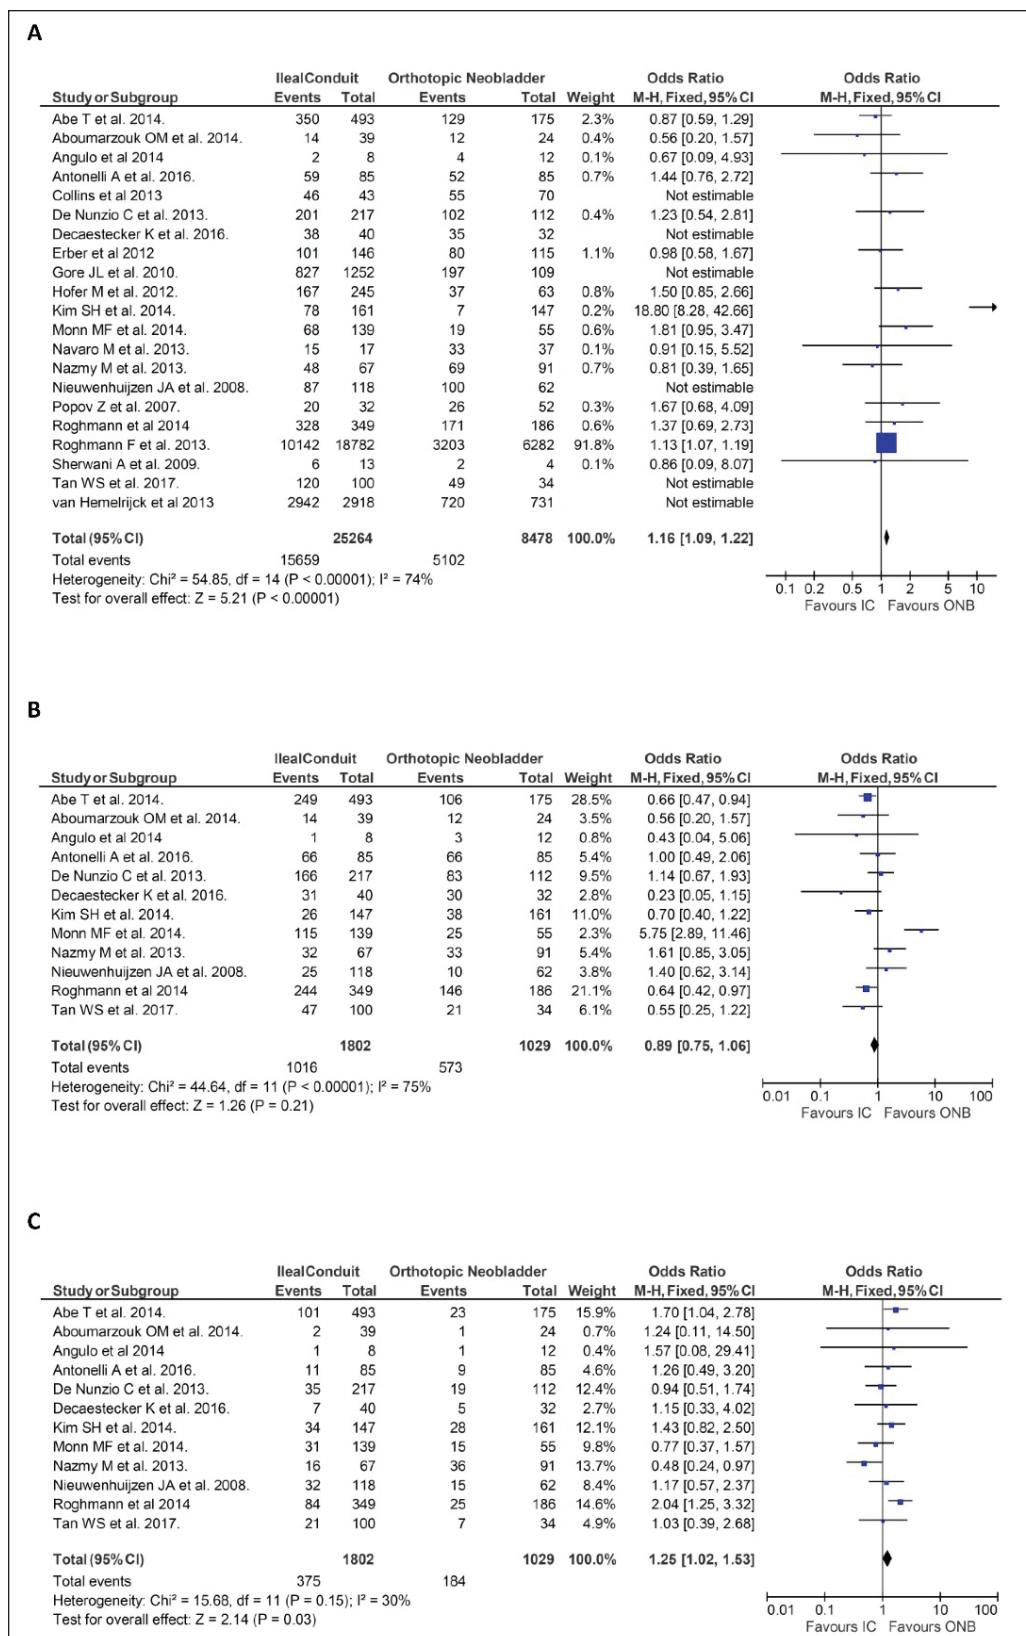 A
IlealConduit Orthotopic Neobladder Odds Ratio Odds Ratio
Study or Subgroup Events Total Events Total Weight M-H, Fixed, 95% CI M-H, Fixed, 95% CI
Abe T et al. 2014. 350 493 129 175 2.3% 0.87 [0.59, 1.29]
Aboumarzouk OM et al. 2014. 14 39 12 24 0.4% 0.56 [0.20, 1.57]
Angulo et al 2014 2 8 4 12 0.1% 0.67 [0.09, 4.93]
Antonelli A et al. 2016. 59 85 52 85 0.7% 1.44 [0.76, 2.72]
Collins et al 2013 46 43 55 70 Not estimable
De Nunzio C et al. 2013. 201 217 102 112 0.4% 1.23 [0.54, 2.81]
Decaestecker K et al. 2016. 38 40 35 32 Not estimable
Erber et al 2012 101 146 80 115 1.1% 0.98 [0.58, 1.67]
Gore JL et al. 2010. 827 1252 197 109 Not estimable
Hofer M et al. 2012. 167 245 37 63 0.8% 1.50 [0.85, 2.66]
Kim SH et al. 2014. 78 161 7 147 0.2% 18.80 [8.28, 42.66]
Monn MF et al. 2014. 68 139 19 55 0.6% 1.81 [0.95, 3.47]
Navaro M et al. 2013. 15 17 33 37 0.1% 0.91 [0.15, 5.52]
Nazmy M et al. 2013. 48 67 69 91 0.7% 0.81 [0.39, 1.65]
Nieuwenhuijzen JA et al. 2008. 87 118 100 62 Not estimable
Popov Z et al. 2007. 20 32 26 52 0.3% 1.67 [0.68, 4.09]
Roghmann et al 2014 328 349 171 186 0.6% 1.37 [0.69, 2.73]
Roghmann F et al. 2013. 10142 18782 3203 6282 91.8% 1.13 [1.07, 1.19]
Sherwani A et al. 2009. 6 13 2 4 0.1% 0.86 [0.09, 8.07]
Tan WS et al. 2017. 120 100 49 34 Not estimable
van Hemelrijck et al 2013 2942 2918 720 731 Not estimable
Total (95% CI) 25264 8478 100.0% 1.16 [1.09, 1.22]
Total events 15659 5102
Heterogeneity: Chi² = 54.85, df = 14 (P < 0.00001); I² = 74%
Test for overall effect: Z = 5.21 (P < 0.00001)
0.1 0.2 0.5 1 2 5 10
Favours IC Favours ONB
B
IlealConduit Orthotopic Neobladder Odds Ratio Odds Ratio
Study or Subgroup Events Total Events Total Weight M-H, Fixed, 95% CI M-H, Fixed, 95% CI
Abe T et al. 2014. 249 493 106 175 28.5% 0.66 [0.47, 0.94]
Aboumarzouk OM et al. 2014. 14 39 12 24 3.5% 0.56 [0.20, 1.57]
Angulo et al 2014 1 8 3 12 0.8% 0.43 [0.04, 5.06]
Antonelli A et al. 2016. 66 85 66 85 5.4% 1.00 [0.49, 2.06]
De Nunzio C et al. 2013. 166 217 83 112 9.5% 1.14 [0.67, 1.93]
Decaestecker K et al. 2016. 31 40 30 32 2.8% 0.23 [0.05, 1.15]
Kim SH et al. 2014. 26 147 38 161 11.0% 0.70 [0.40, 1.22]
Monn MF et al. 2014. 115 139 25 55 2.3% 5.75 [2.89, 11.46]
Nazmy M et al. 2013. 32 67 33 91 5.4% 1.61 [0.85, 3.05]
Nieuwenhuijzen JA et al. 2008. 25 118 10 62 3.8% 1.40 [0.62, 3.14]
Roghmann et al 2014 244 349 146 186 21.1% 0.64 [0.42, 0.97]
Tan WS et al. 2017. 47 100 21 34 6.1% 0.55 [0.25, 1.22]
Total (95% CI) 1802 1029 100.0% 0.89 [0.75, 1.06]
Total events 1016 573
Heterogeneity: Chi² = 44.64, df = 11 (P < 0.00001); I² = 75%
Test for overall effect: Z = 1.26 (P = 0.21)
0.01 0.1 1 10 100
Favours IC Favours ONB
C
IlealConduit Orthotopic Neobladder Odds Ratio Odds Ratio
Study or Subgroup Events Total Events Total Weight M-H, Fixed, 95% CI M-H, Fixed, 95% CI
Abe T et al. 2014. 101 493 23 175 15.9% 1.70 [1.04, 2.78]
Aboumarzouk OM et al. 2014. 2 39 1 24 0.7% 1.24 [0.11, 14.50]
Angulo et al 2014 1 8 1 12 0.4% 1.57 [0.08, 29.41]
Antonelli A et al. 2016. 11 85 9 85 4.6% 1.26 [0.49, 3.20]
De Nunzio C et al. 2013. 35 217 19 112 12.4% 0.94 [0.51, 1.74]
Decaestecker K et al. 2016. 7 40 5 32 2.7% 1.15 [0.33, 4.02]
Kim SH et al. 2014. 34 147 28 161 12.1% 1.43 [0.82, 2.50]
Monn MF et al. 2014. 31 139 15 55 9.8% 0.77 [0.37, 1.57]
Nazmy M et al. 2013. 16 67 36 91 13.7% 0.48 [0.24, 0.97]
Nieuwenhuijzen JA et al. 2008. 32 118 15 62 8.4% 1.17 [0.57, 2.37]
Roghmann et al 2014 84 349 25 186 14.6% 2.04 [1.25, 3.32]
Tan WS et al. 2017. 21 100 7 34 4.9% 1.03 [0.39, 2.68]
Total (95% CI) 1802 1029 100.0% 1.25 [1.02, 1.53]
Total events 375 184
Heterogeneity: Chi² = 15.68, df = 11 (P = 0.15); I² = 30%
Test for overall effect: Z = 2.14 (P = 0.03)
0.01 0.1 1 10 100
Favours IC Favours ONB